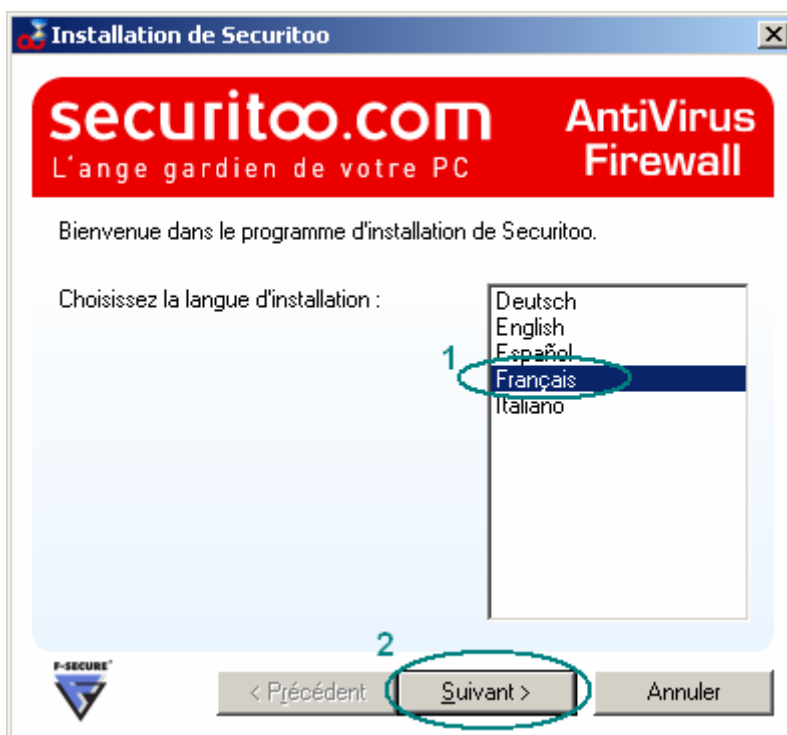 Installation de Securitoo
securitoo.com
L'ange gardien de votre PC
AntiVirus
Firewall
Bienvenue dans le programme d'installation de Securitoo.
Choisissez la langue d'installation :
Deutsch
English
Español
1
Français
Italiano
2
F-SECURE
< Précédent
Suivant >
Annuler